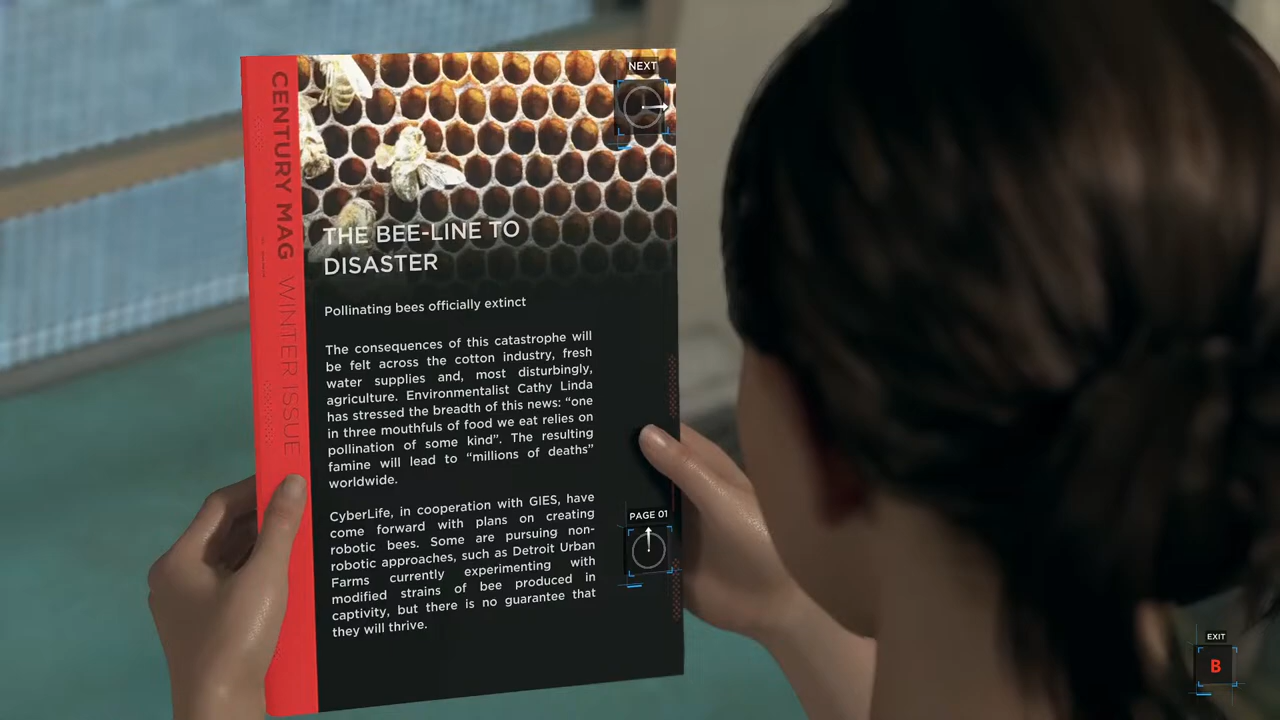 CENTURY MAG WINTER ISSUE
NEXT
THE BEE-LINE TO
DISASTER
Pollinating bees officially extinct
The consequences of this catastrophe will
be felt across the cotton industry, fresh
water supplies and, most disturbingly,
agriculture. Environmentalist Cathy Linda
has stressed the breadth of this news: “one
in three mouthfuls of food we eat relies on
pollination of some kind”. The resulting
famine will lead to “millions of deaths”
worldwide.
CyberLife, in cooperation with GIES, have
come forward with plans on creating
robotic bees. Some are pursuing non-
robotic approaches, such as Detroit Urban
Farms currently experimenting with
modified strains of bee produced in
captivity, but there is no guarantee that
they will thrive.
PAGE 01
EXIT
B